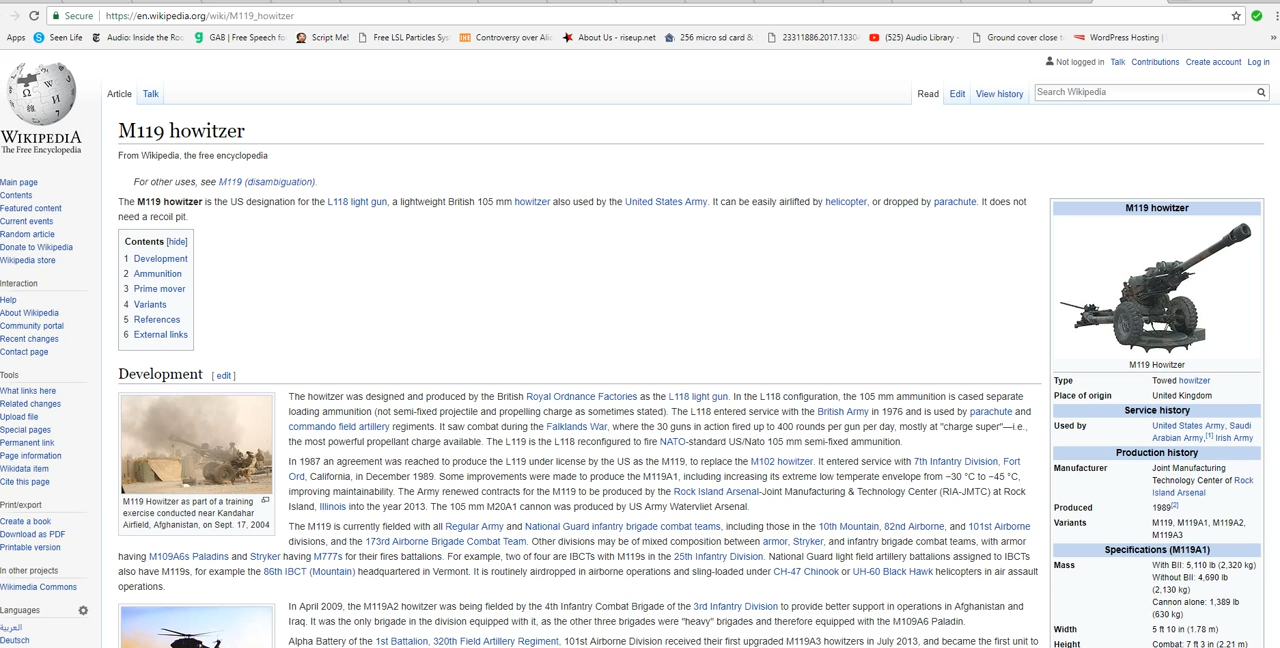 Secure | https://en.wikipedia.org/wiki/M119_howitzer
Apps Seen Life Audio: Inside the Roo GAB | Free Speech fo Script Me! Free LSL Particles Sys Controversy over Alic About Us - riseup.net 256 micro sd card & 23311886.2017.1330 (525) Audio Library - Ground cover close WordPress Hosting | »
Not logged in Talk Contributions Create account Log in
Article Talk Read Edit View history Search Wikipedia
WIKIPEDIA
The Free Encyclopedia
Main page
Contents
Featured content
Current events
Random article
Donate to Wikipedia
Wikipedia store
Interaction
Help
About Wikipedia
Community portal
Recent changes
Contact page
Tools
What links here
Related changes
Upload file
Special pages
Permanent link
Page information
Wikidata item
Cite this page
Print/export
Create a book
Download as PDF
Printable version
In other projects
Wikimedia Commons
Languages
العربية
Deutsch
M119 howitzer
From Wikipedia, the free encyclopedia
For other uses, see M119 (disambiguation).
The M119 howitzer is the US designation for the L118 light gun, a lightweight British 105 mm howitzer also used by the United States Army. It can be easily airlifted by helicopter, or dropped by parachute. It does not
need a recoil pit.
Contents [hide]
1 Development
2 Ammunition
3 Prime mover
4 Variants
5 References
6 External links
Development [ edit ]
The howitzer was designed and produced by the British Royal Ordnance Factories as the L118 light gun. In the L118 configuration, the 105 mm ammunition is cased separate
loading ammunition (not semi-fixed projectile and propelling charge as sometimes stated). The L118 entered service with the British Army in 1976 and is used by parachute and
commando field artillery regiments. It saw combat during the Falklands War, where the 30 guns in action fired up to 400 rounds per gun per day, mostly at "charge super"—i.e.,
the most powerful propellant charge available. The L119 is the L118 reconfigured to fire NATO-standard US/Nato 105 mm semi-fixed ammunition.
M119 Howitzer as part of a training
exercise conducted near Kandahar
Airfield, Afghanistan, on Sept. 17, 2004
In 1987 an agreement was reached to produce the L119 under license by the US as the M119, to replace the M102 howitzer. It entered service with 7th Infantry Division, Fort
Ord, California, in December 1989. Some improvements were made to produce the M119A1, including increasing its extreme low temperate envelope from −30 °C to −45 °C,
improving maintainability. The Army renewed contracts for the M119 to be produced by the Rock Island Arsenal-Joint Manufacturing & Technology Center (RIA-JMTC) at Rock
Island, Illinois into the year 2013. The 105 mm M20A1 cannon was produced by US Army Watervliet Arsenal.
The M119 is currently fielded with all Regular Army and National Guard infantry brigade combat teams, including those in the 10th Mountain, 82nd Airborne, and 101st Airborne
divisions, and the 173rd Airborne Brigade Combat Team. Other divisions may be of mixed composition between armor, Stryker, and infantry brigade combat teams, with armor
having M109A6s Paladins and Stryker having M777s for their fires battalions. For example, two of four are IBCTs with M119s in the 25th Infantry Division. National Guard light field artillery battalions assigned to IBCTs
also have M119s, for example the 86th IBCT (Mountain) headquartered in Vermont. It is routinely airdropped in airborne operations and sling-loaded under CH-47 Chinook or UH-60 Black Hawk helicopters in air assault
operations.
In April 2009, the M119A2 howitzer was being fielded by the 4th Infantry Combat Brigade of the 3rd Infantry Division to provide better support in operations in Afghanistan and
Iraq. It was the only brigade in the division equipped with it, as the other three brigades were "heavy" brigades and therefore equipped with the M109A6 Paladin.
Alpha Battery of the 1st Battalion, 320th Field Artillery Regiment, 101st Airborne Division received their first upgraded M119A3 howitzers in July 2013, and became the first unit to
M119 howitzer
M119 Howitzer
Type Towed howitzer
Place of origin United Kingdom
Service history
Used by United States Army, Saudi
Arabian Army,[1] Irish Army
Production history
Manufacturer Joint Manufacturing
Technology Center of Rock
Island Arsenal
Produced 1989[2]
Variants M119, M119A1, M119A2,
M119A3
Specifications (M119A1)
Mass With BII: 5,110 lb (2,320 kg)
Without BII: 4,690 lb
(2,130 kg)
Cannon alone: 1,389 lb
(630 kg)
Width 5 ft 10 in (1.78 m)
Height Combat: 7 ft 3 in (2.21 m)